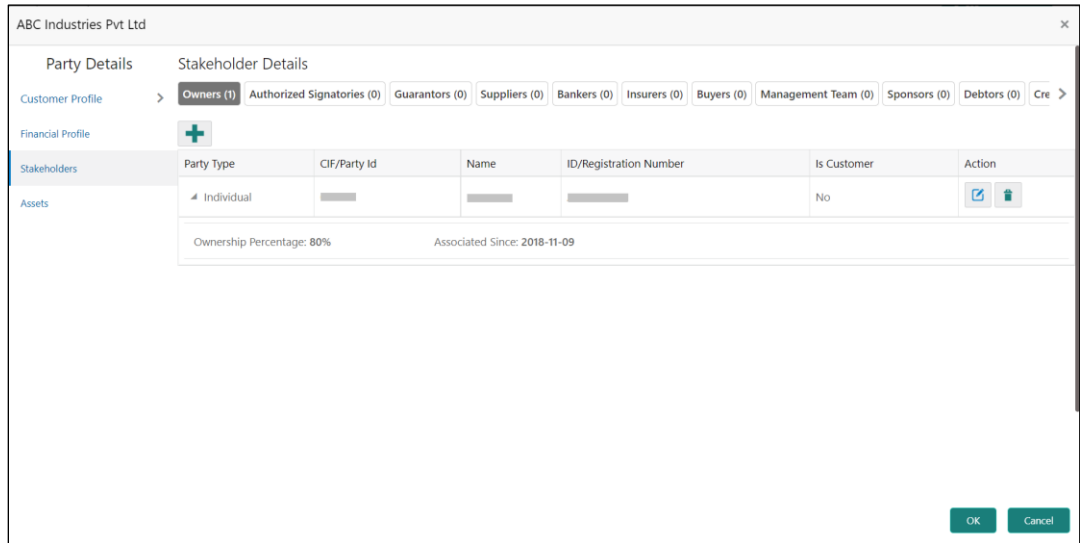 ABC Industries Pvt Ltd
Party Details
Customer Profile
Financial Profile
Stakeholders
Assets
Stakeholder Details
Owners (1) Authorized Signatories (0) Guarantors (0) Suppliers (0) Bankers (0) Insurers (0) Buyers (0) Management Team (0) Sponsors (0) Debtors (0) Cre
Party Type CIF/Party Id Name ID/Registration Number Is Customer Action
Individual No
Ownership Percentage: 80% Associated Since: 2018-11-09
OK Cancel